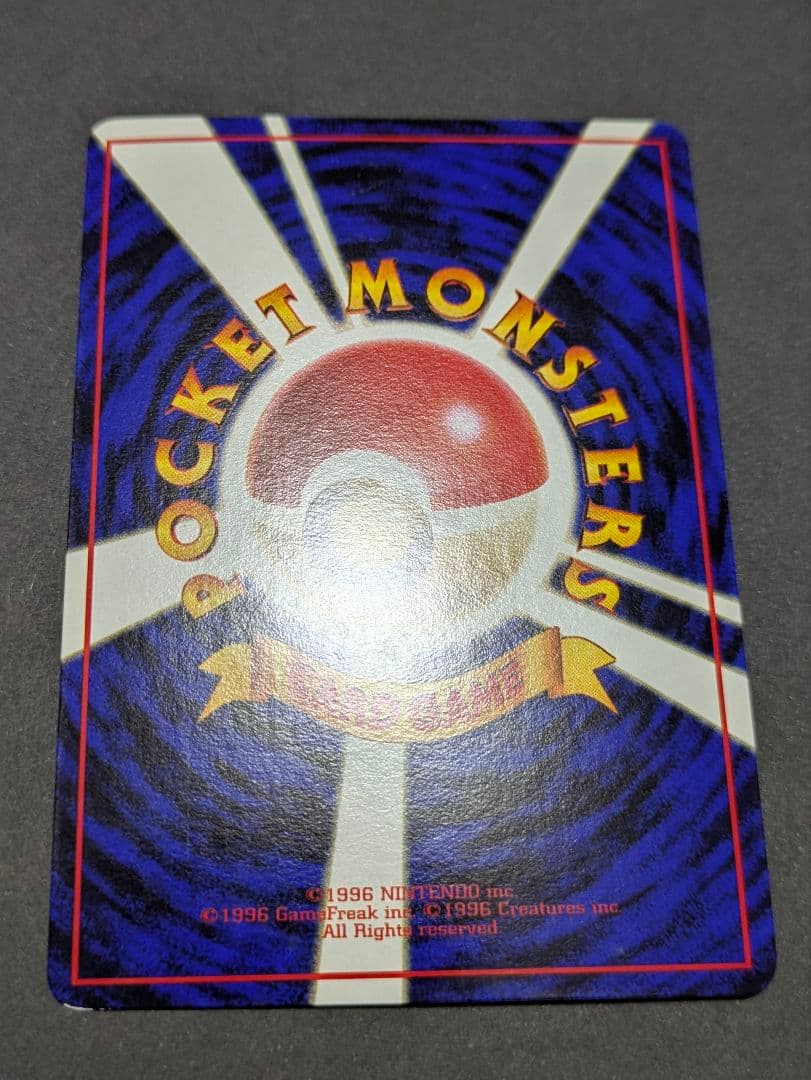 POCKET MONSTERS
CARD GAME
©1996 NINTENDO inc.
©1996 GameFreak inc. ©1996 Creatures inc.
All Rights reserved.